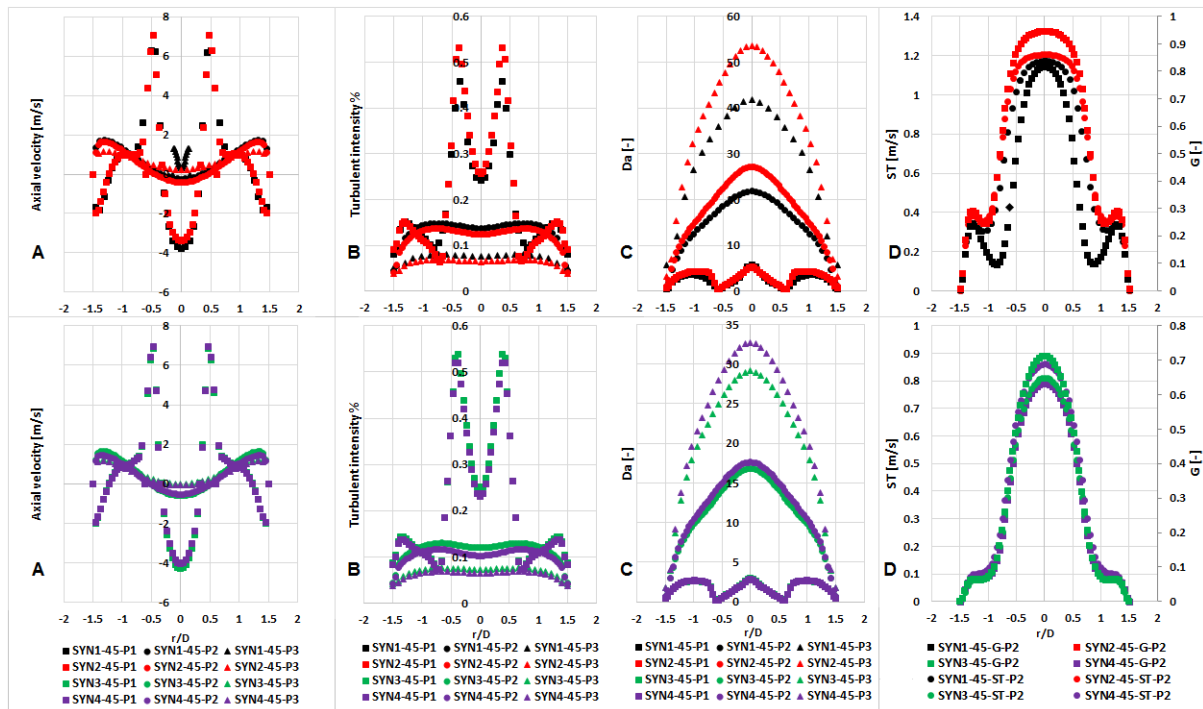 Axial velocity [m/s]
8
6
4
2
0
-2
-4
-6
-2 -1.5 -1 -0.5 0 0.5 1 1.5 2
A
Turbulent intensity %
0.6
0.5
0.4
0.3
0.2
0.1
0
-2 -1.5 -1 -0.5 0 0.5 1 1.5 2
B
Da [-]
60
50
40
30
20
10
0
-2 -1.5 -1 -0.5 0 0.5 1 1.5 2
C
ST [m/s]
1.4
1.2
1
0.8
0.6
0.4
0.2
0
-2 -1.5 -1 -0.5 0 0.5 1 1.5 2
D
G [-]
1
0.9
0.8
0.7
0.6
0.5
0.4
0.3
0.2
0.1
0
Axial velocity [m/s]
8
6
4
2
0
-2
-4
-6
-2 -1.5 -1 -0.5 0 0.5 1 1.5 2
r/D
A
Turbulent intensity %
0.6
0.5
0.4
0.3
0.2
0.1
0
-2 -1.5 -1 -0.5 0 0.5 1 1.5 2
r/D
B
Da [-]
35
30
25
20
15
10
5
0
-2 -1.5 -1 -0.5 0 0.5 1 1.5 2
r/D
C
ST [m/s]
1
0.9
0.8
0.7
0.6
0.5
0.4
0.3
0.2
0.1
0
-2 -1.5 -1 -0.5 0 0.5 1 1.5 2
r/D
D
G [-]
0.8
0.7
0.6
0.5
0.4
0.3
0.2
0.1
0
SYN1-45-P1 SYN1-45-P2 SYN1-45-P3
SYN2-45-P1 SYN2-45-P2 SYN2-45-P3
SYN3-45-P1 SYN3-45-P2 SYN3-45-P3
SYN4-45-P1 SYN4-45-P2 SYN4-45-P3
SYN1-45-P1 SYN1-45-P2 SYN1-45-P3
SYN2-45-P1 SYN2-45-P2 SYN2-45-P3
SYN3-45-P1 SYN3-45-P2 SYN3-45-P3
SYN4-45-P1 SYN4-45-P2 SYN4-45-P3
SYN1-45-P1 SYN1-45-P2 SYN1-45-P3
SYN2-45-P1 SYN2-45-P2 SYN2-45-P3
SYN3-45-P1 SYN3-45-P2 SYN3-45-P3
SYN4-45-P1 SYN4-45-P2 SYN4-45-P3
SYN1-45-G-P2 SYN2-45-G-P2
SYN3-45-G-P2 SYN4-45-G-P2
SYN1-45-ST-P2 SYN2-45-ST-P2
SYN3-45-ST-P2 SYN4-45-ST-P2